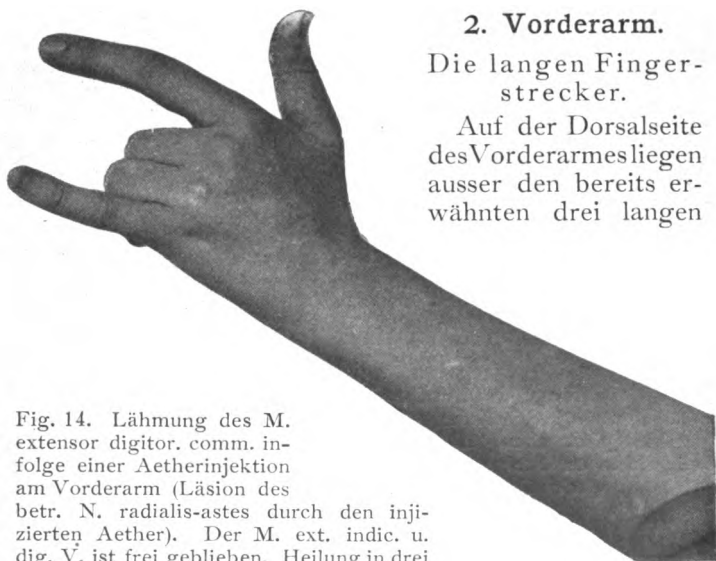 2. Vorderarm.
Die langen Finger-
strecker.
Auf der Dorsalseite
des Vorderarmes liegen
ausser den bereits er-
wähnten drei langen
Fig. 14. Lähmung des M.
extensor digitor. comm. in-
folge einer Aetherinjektion
am Vorderarm (Läsion des
betr. N. radialis-astes durch den inji-
zierten Aether). Der M. ext. indic. u.
dig. V. ist frei geblieben. Heilung in drei